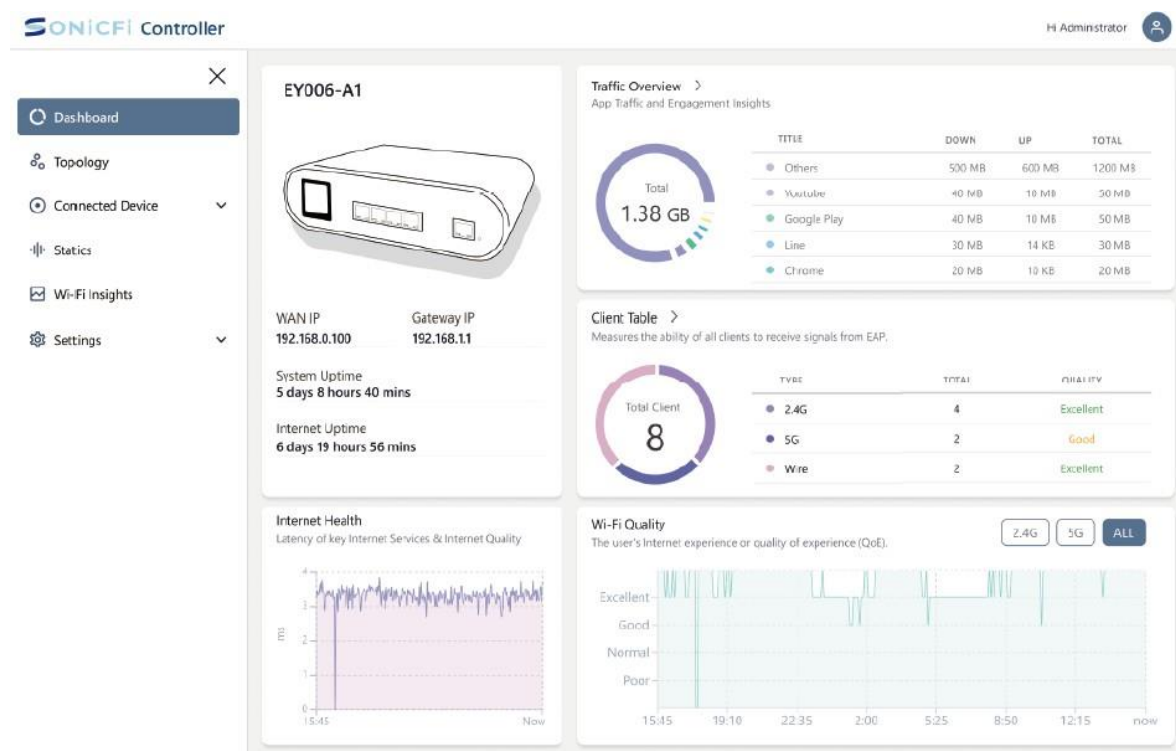 SONiCFi Controller
Hi Administrator
Dashboard
Topology
Connected Device
Statics
Wi-Fi Insights
Settings
EY006-A1
WAN IP
Gateway IP
192.168.0.100
192.168.1.1
System Uptime
5 days 8 hours 40 mins
Internet Uptime
6 days 19 hours 56 mins
Traffic Overview >
App Traffic and Engagement Insights
Total
1.38 GB
TITLE DOWN UP TOTAL
Others 500 MB 600 MB 1200 MB
Youtube 40 MB 10 MB 50 MB
Google Play 40 MB 10 MB 50 MB
Line 30 MB 14 KB 30 MB
Chrome 20 MB 10 KB 20 MB
Client Table >
Measures the ability of all clients to receive signals from EAP.
Total Client
8
TYPE TOTAL QUALITY
2.4G 4 Excellent
5G 2 Good
Wire 2 Excellent
Internet Health
Latency of key Internet Services & Internet Quality
4
3
ms
2
1
0
15:45 Now
Wi-Fi Quality
The user's Internet experience or quality of experience (QoE).
2.4G 5G ALL
Excellent
Good
Normal
Poor
15:45 19:10 22:35 2:00 5:25 8:50 12:15 now